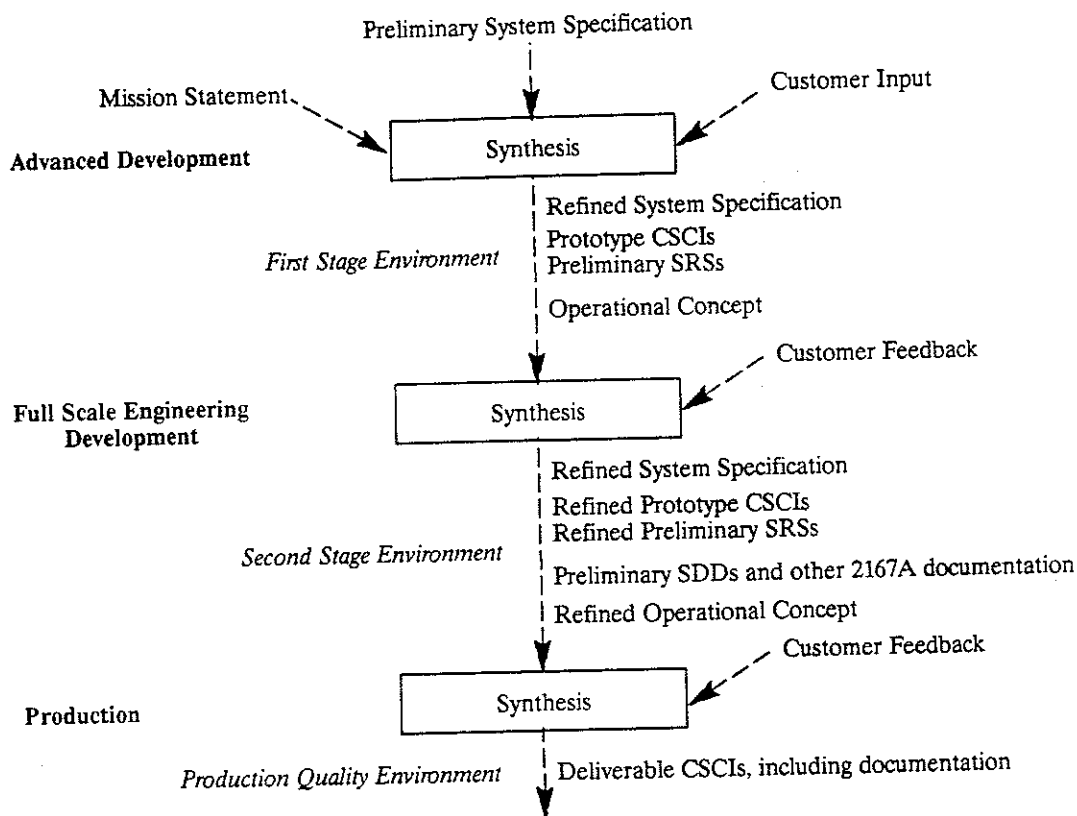 Preliminary System Specification
Mission Statement
Customer Input
Synthesis
Advanced Development
Refined System Specification
Prototype CSCIs
First Stage Environment
Preliminary SRSs
Operational Concept
Customer Feedback
Synthesis
Full Scale Engineering
Development
Refined System Specification
Refined Prototype CSCIs
Refined Preliminary SRSs
Second Stage Environment
Preliminary SDDs and other 2167A documentation
Refined Operational Concept
Customer Feedback
Synthesis
Production
Production Quality Environment
Deliverable CSCIs, including documentation